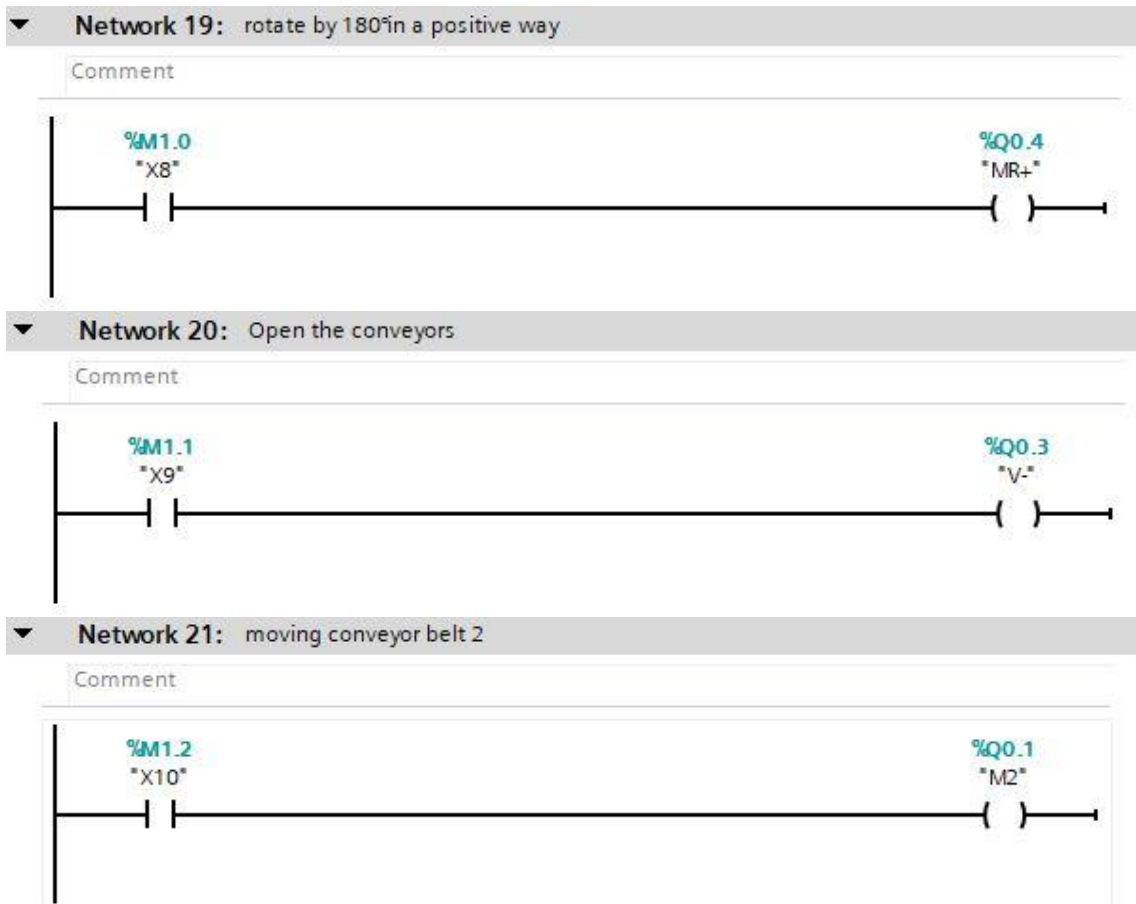 Network 19: rotate by 180°in a positive way
Comment
%M1.0 %Q0.4
"X8" "MR+"
Network 20: Open the conveyors
Comment
%M1.1 %Q0.3
"X9" "V-"
Network 21: moving conveyor belt 2
Comment
%M1.2 %Q0.1
"X10" "M2"